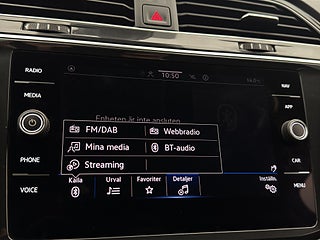 RADIO
MEDIA
PHONE
VOICE
10:50
NAV
APP
CAR
MENU
Enheten är inte ansluten
FM/DAB
Webbradio
Mina media
BT-audio
Streaming
Källa
Urval
Favoriter
Detaljer
Inställn.